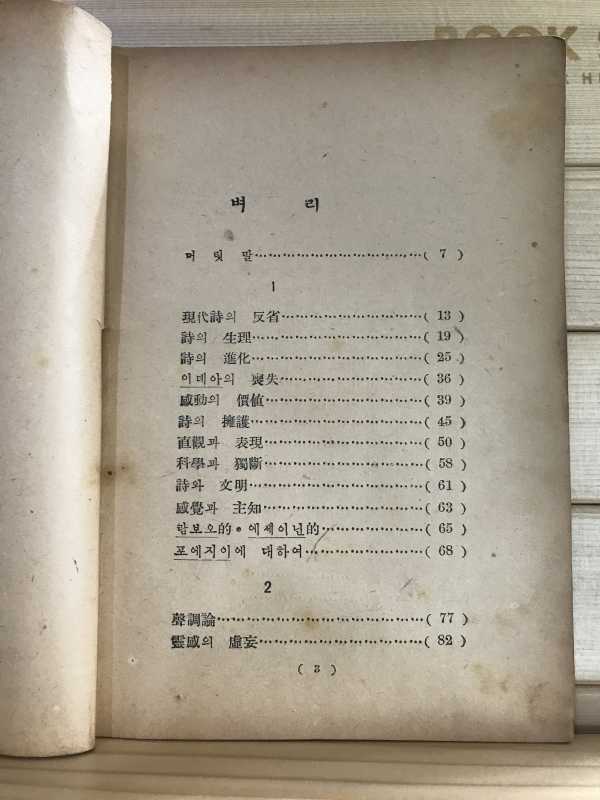 BOOK
벼 리
머 릿 말………………………( 7 )
1
現代詩의 反省……………………( 13 )
詩의 生理…………………………( 19 )
詩의 進化…………………………( 25 )
이데아의 喪失……………………( 36 )
感動의 價値………………………( 39 )
詩의 擁護…………………………( 45 )
直觀과 表現………………………( 50 )
科學과 獨斷………………………( 58 )
詩와 文明…………………………( 61 )
感覺과 主知………………………( 63 )
람보오的•에세이닌的……………( 65 )
포에지이에 대하여………………( 68 )
2
聲調論……………………………( 77 )
靈感의 虛妄………………………( 82 )
( 3 )